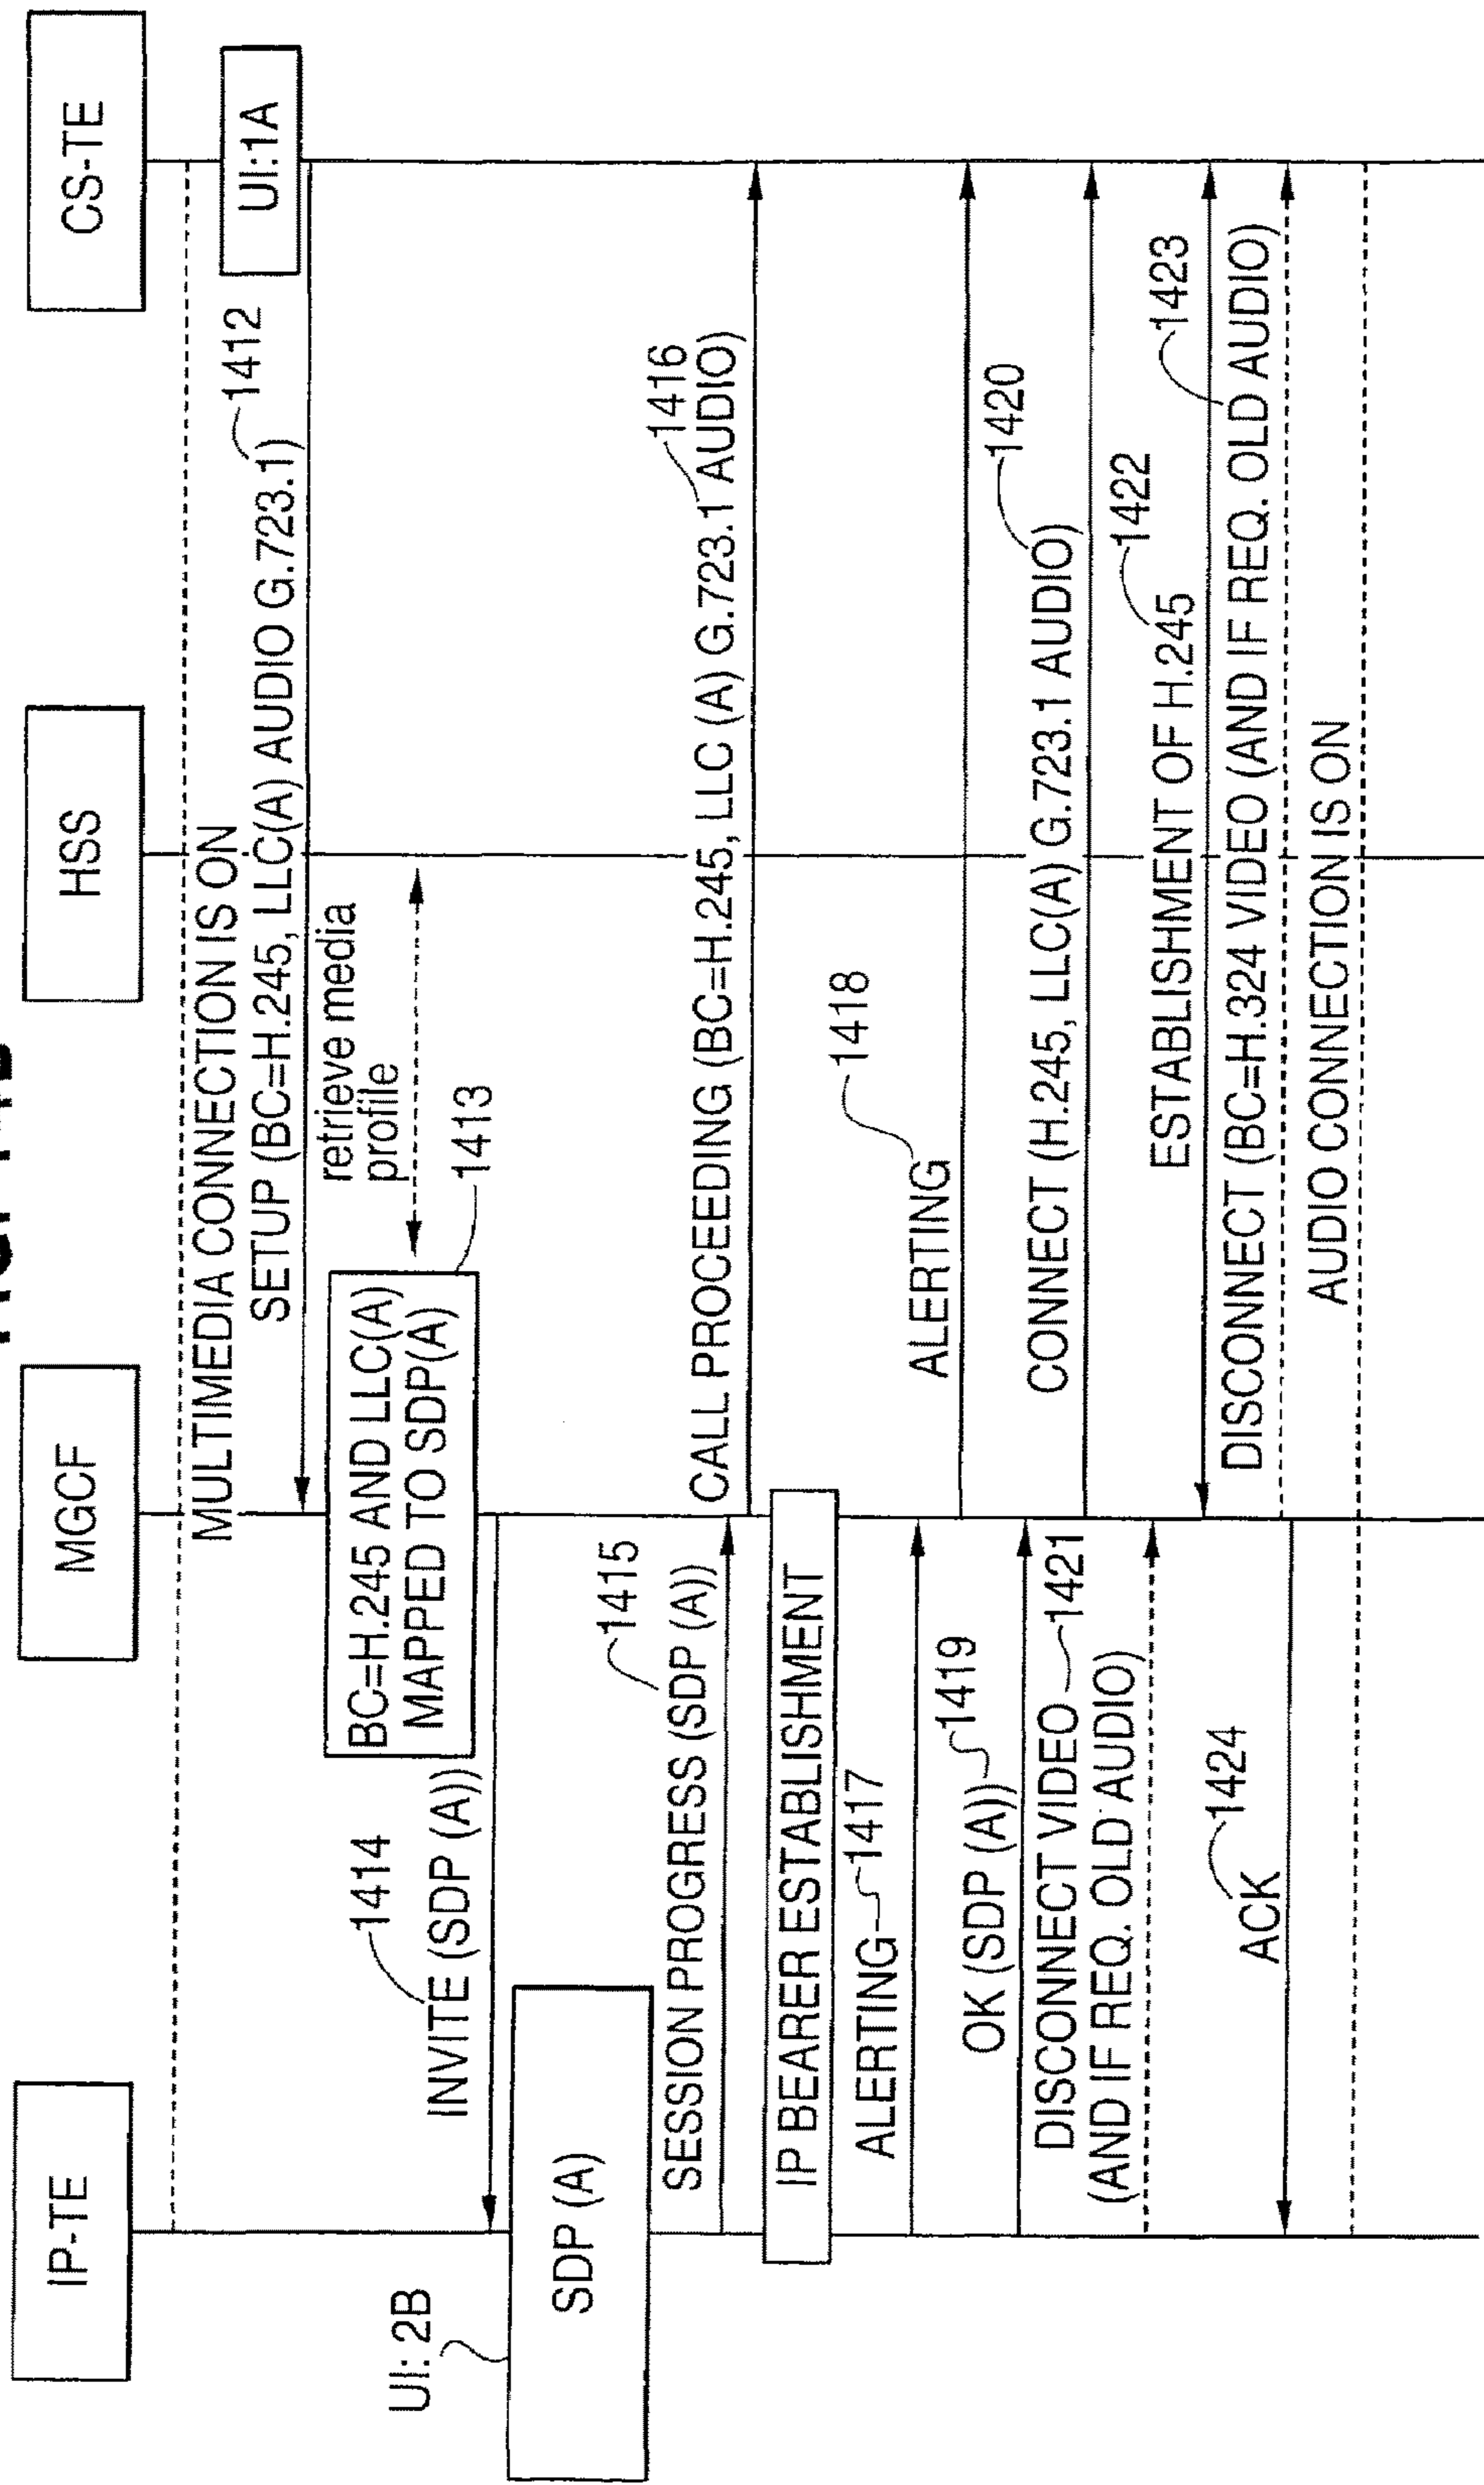 IP-TE
MGCF
HSS
CS-TE
MULTIMEDIA CONNECTION IS ON
UI:1A
SETUP (BC=H.245, LLC(A) AUDIO G.723.1)
1412
retrieve media
profile
BC=H.245 AND LLC(A)
MAPPED TO SDP(A)
1413
1414
INVITE (SDP (A))
UI: 2B
SDP (A)
1415
SESSION PROGRESS (SDP (A))
1416
CALL PROCEEDING (BC=H.245, LLC (A) G.723.1 AUDIO)
IP BEARER ESTABLISHMENT
ALERTING
1417
ALERTING
1418
OK (SDP (A))
1419
CONNECT (H.245, LLC(A) G.723.1 AUDIO)
1420
DISCONNECT VIDEO
1421
(AND IF FREQ. OLD AUDIO)
ESTABLISHMENT OF H.245
1422
DISCONNECT (BC=H.324 VIDEO (AND IF FREQ. OLD AUDIO)
1423
ACK
1424
AUDIO CONNECTION IS ON